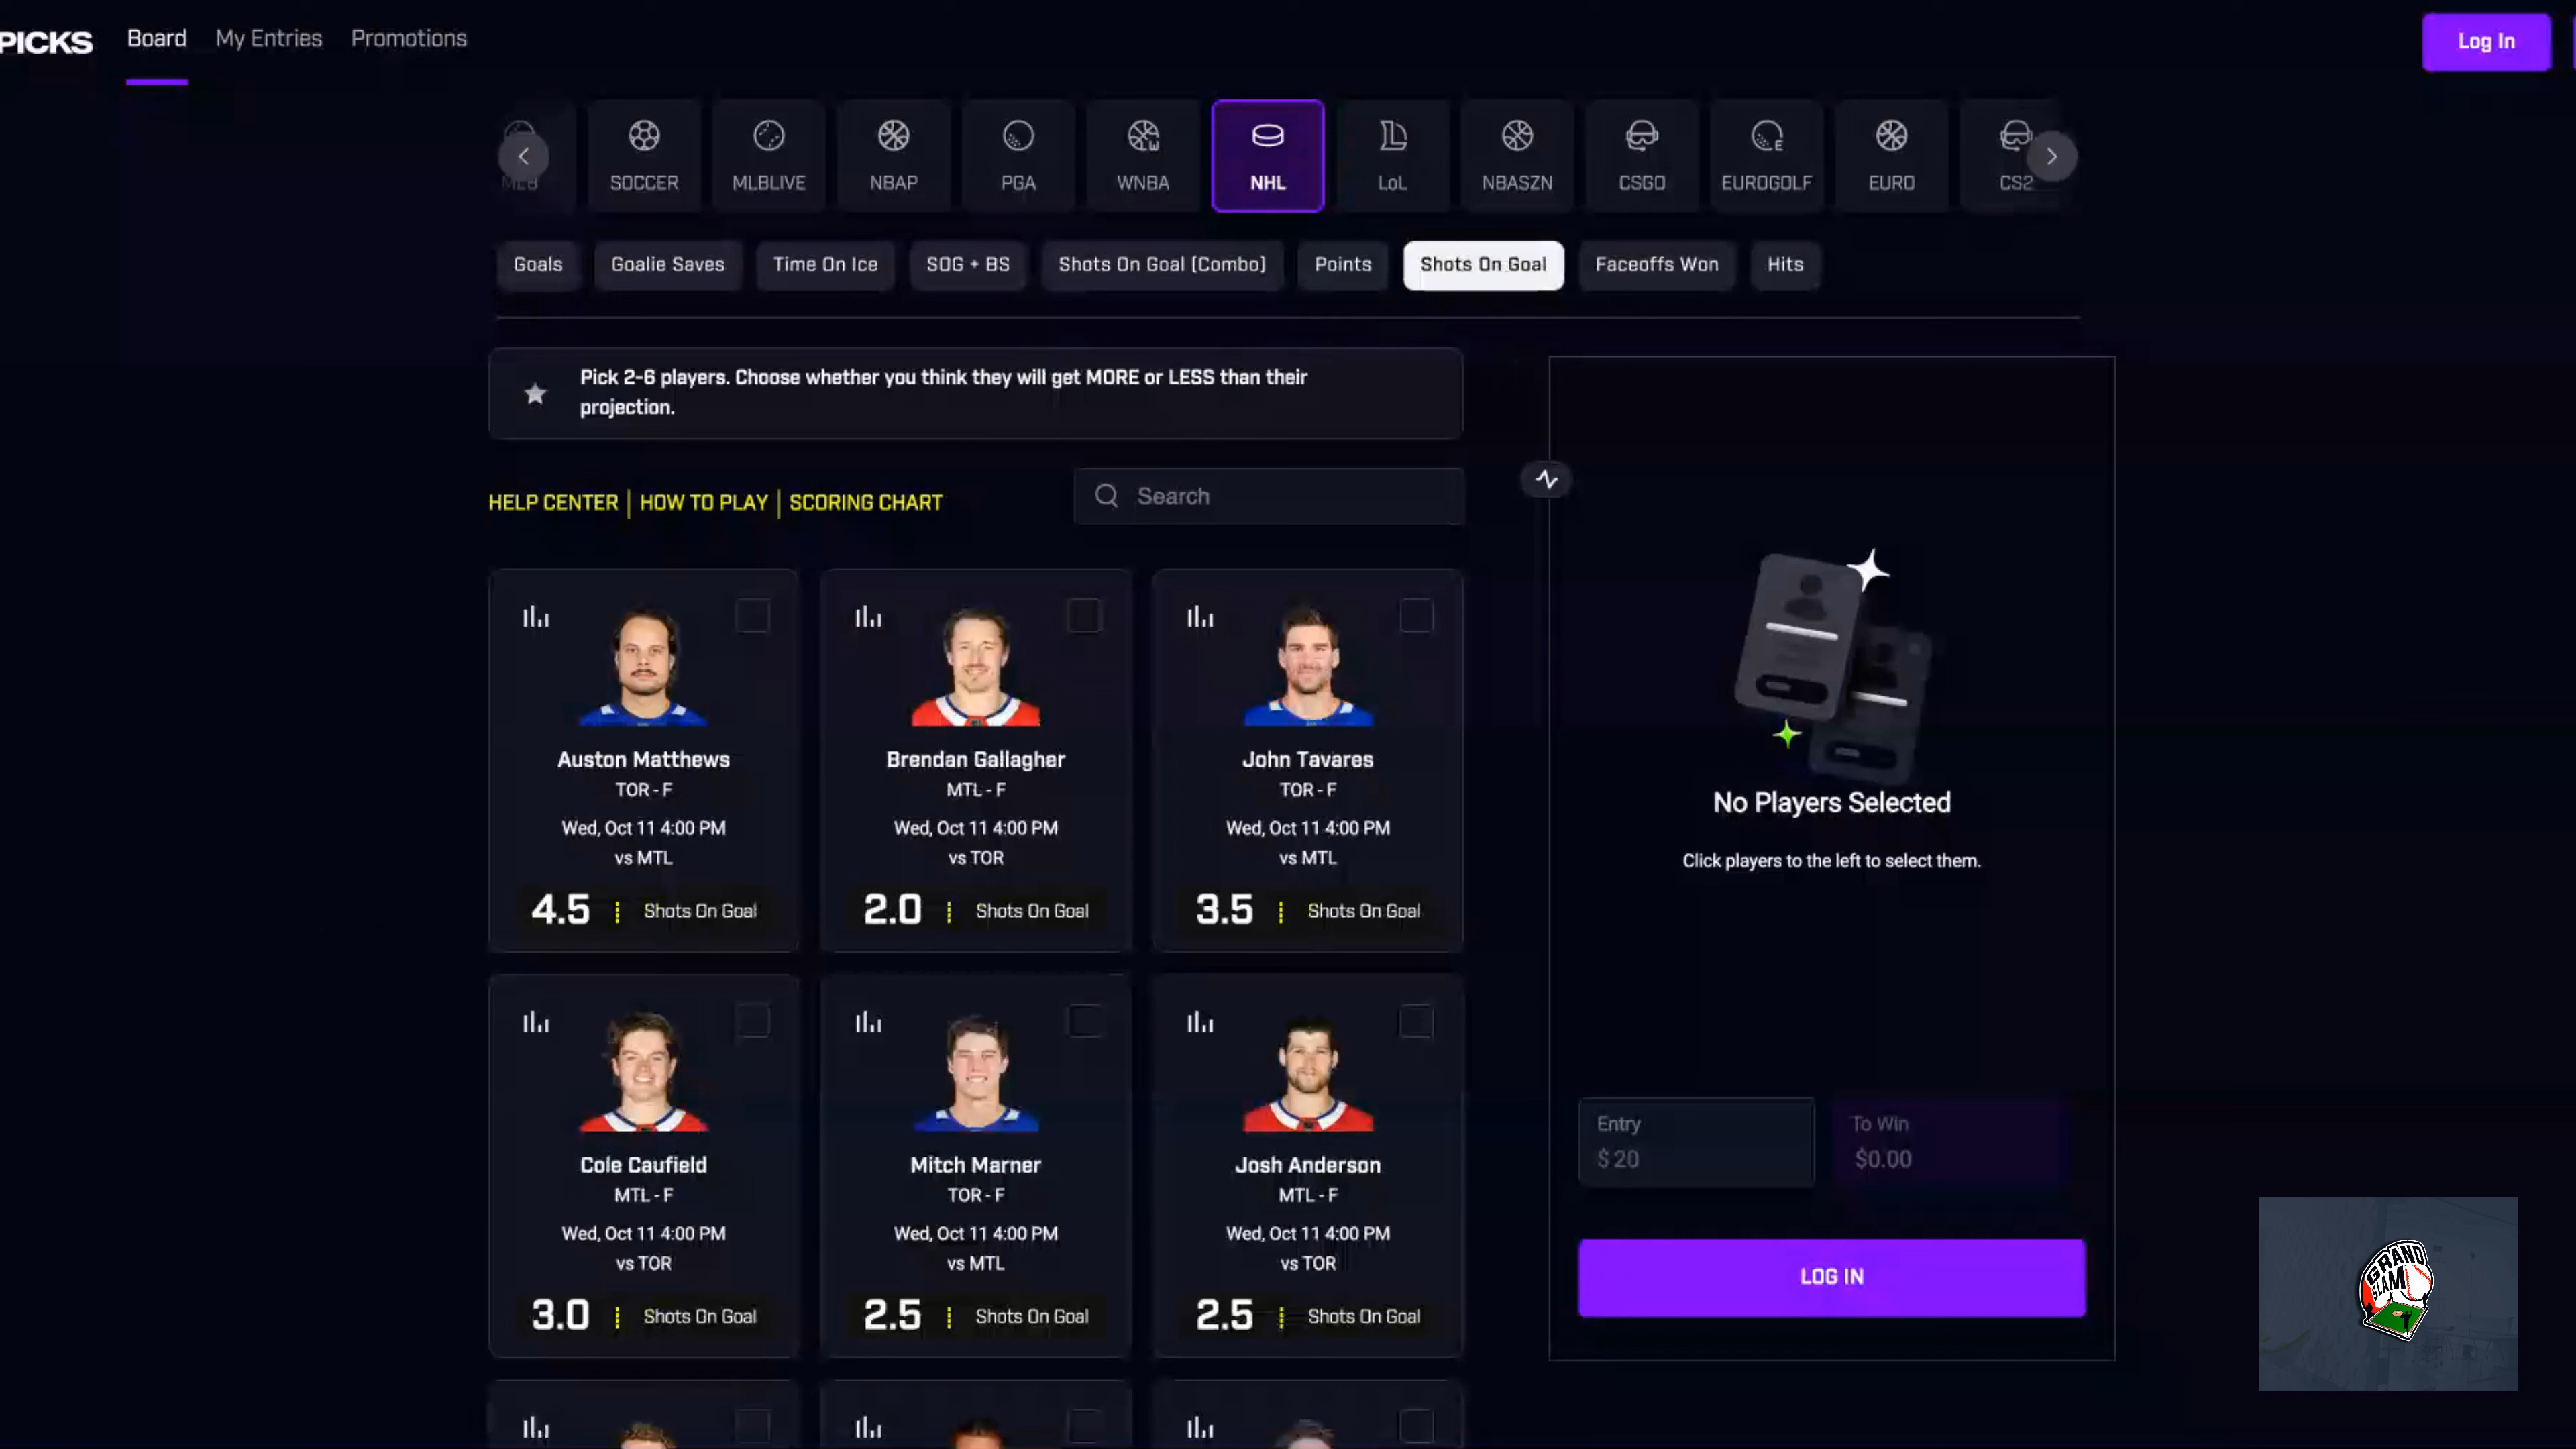 PICKS
Board
My Entries
Promotions
Log In
MLB
SOCCER
MLBLIVE
NBAP
PGA
WNBA
NHL
LoL
NBASZN
CSGO
EUROGOLF
EURO
CS2
Goals
Goalie Saves
Time On Ice
SOG + BS
Shots On Goal (Combo)
Points
Shots On Goal
Faceoffs Won
Hits
Pick 2-6 players. Choose whether you think they will get MORE or LESS than their
projection.
HELP CENTER | HOW TO PLAY | SCORING CHART
Search
Auston Matthews
TOR - F
Wed, Oct 11 4:00 PM
vs MTL
4.5 Shots On Goal
Brendan Gallagher
MTL - F
Wed, Oct 11 4:00 PM
vs TOR
2.0 Shots On Goal
John Tavares
TOR - F
Wed, Oct 11 4:00 PM
vs MTL
3.5 Shots On Goal
Cole Caufield
MTL - F
Wed, Oct 11 4:00 PM
vs TOR
3.0 Shots On Goal
Mitch Marner
TOR - F
Wed, Oct 11 4:00 PM
vs MTL
2.5 Shots On Goal
Josh Anderson
MTL - F
Wed, Oct 11 4:00 PM
vs TOR
2.5 Shots On Goal
No Players Selected
Click players to the left to select them.
Entry
$ 20
To Win
$0.00
LOG IN
GRAND
SLAM